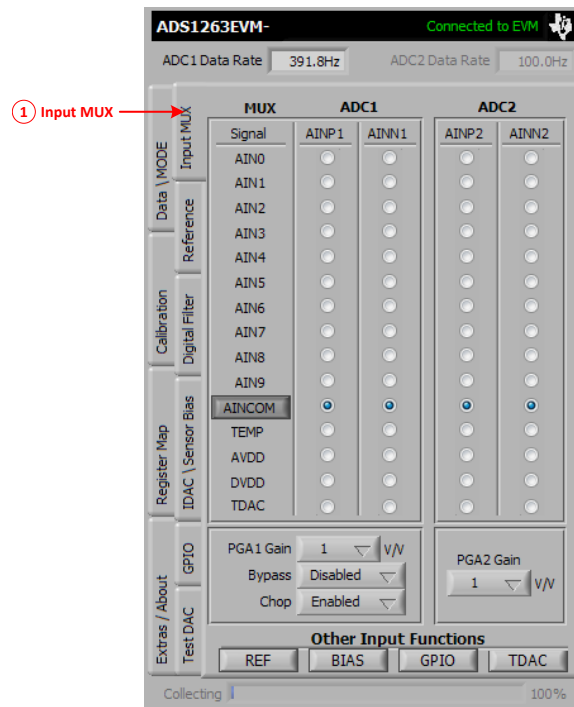 ADS1263EVM- Connected to EVM
ADC1 Data Rate 391.8Hz ADC2 Data Rate 100.0Hz
1 Input MUX
Data \ MODE
Calibration
Register Map
Extras / About
Input MUX
Reference
Digital Filter
IDAC \ Sensor Bias
GPIO
Test DAC
MUX ADC1 ADC2
Signal AINP1 AINN1 AINP2 AINN2
AIN0
AIN1
AIN2
AIN3
AIN4
AIN5
AIN6
AIN7
AIN8
AIN9
AINCOM
TEMP
AVDD
DVDD
TDAC
PGA1 Gain 1 V/V
Bypass Disabled
Chop Enabled
PGA2 Gain
1 V/V
Other Input Functions
REF BIAS GPIO TDAC
Collecting 100%